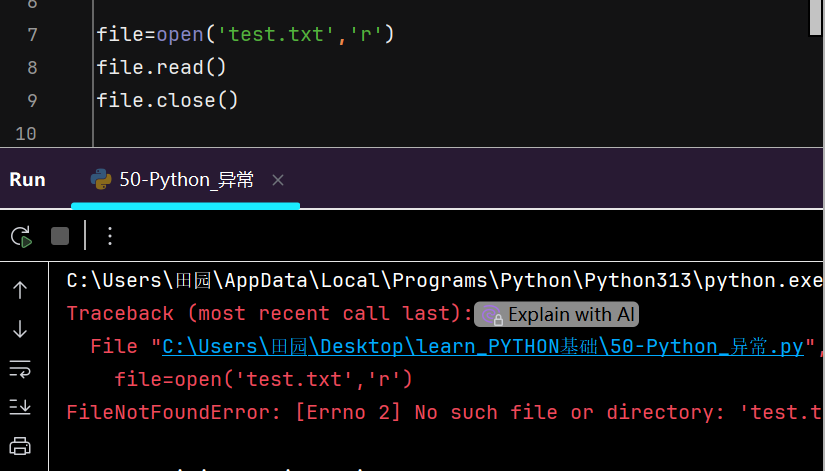 7 file=open('test.txt','r')
8 file.read()
9 file.close()
10
Run 50-Python_异常 ×
C:\Users\田园\AppData\Local\Programs\Python\Python313\python.exe
Traceback (most recent call last): Explain with AI
File "C:\Users\田园\Desktop\learn_PYTHON基础\50-Python_异常.py",
file=open('test.txt','r')
FileNotFoundError: [Errno 2] No such file or directory: 'test.t